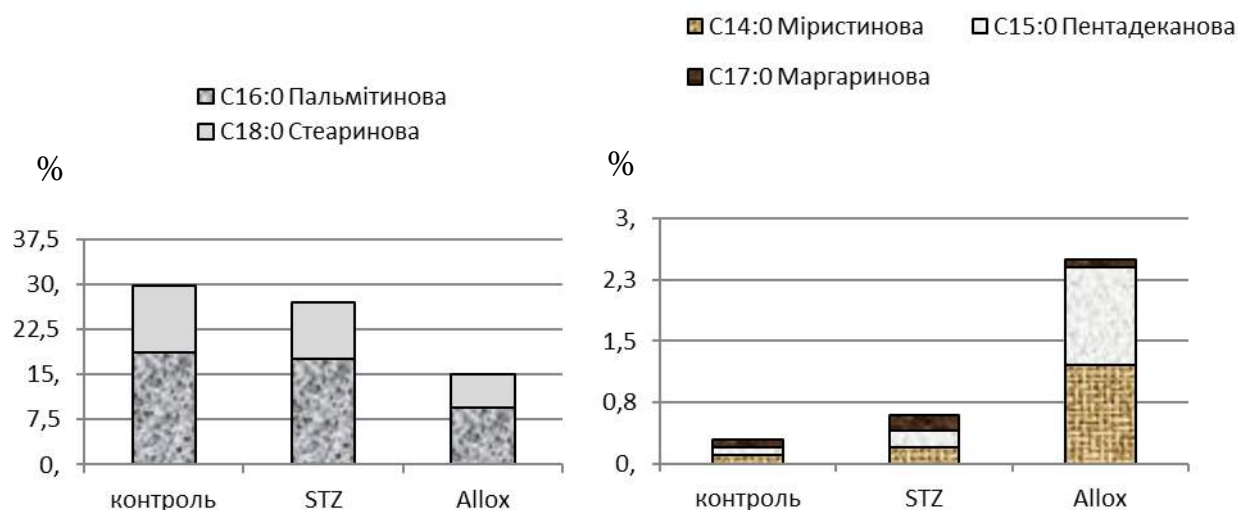 С16:0 Пальмітинова
С18:0 Стеаринова
%
37,5
30,
22,5
15,
7,5
0,
контроль STZ Allox
С14:0 Міристинова С15:0 Пентадеканова
С17:0 Маргаринова
%
3,
2,3
1,5
0,8
0,
контроль STZ Allox